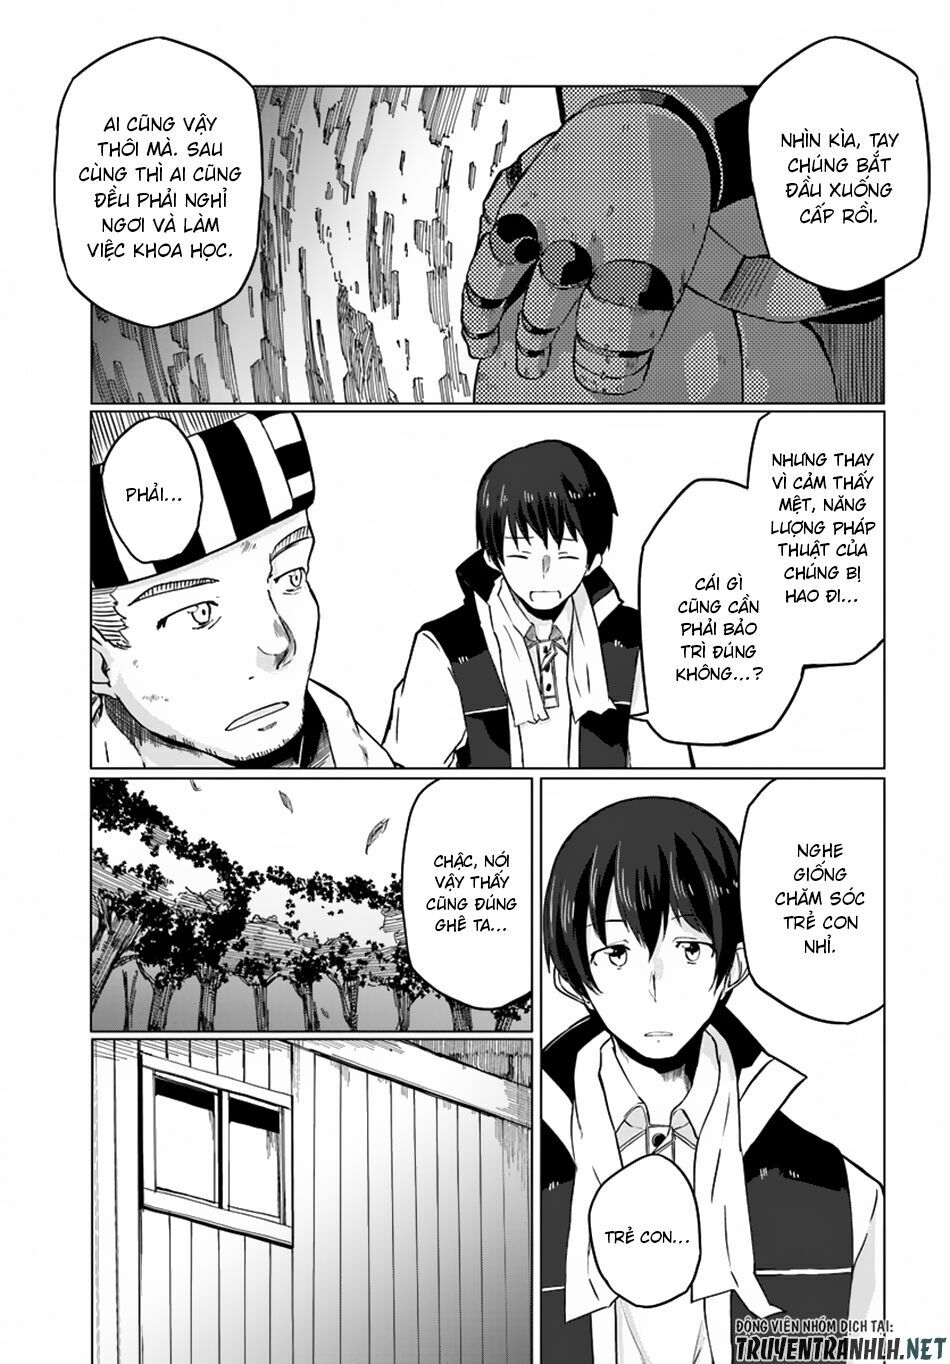 NHÌN KÌA, TAY
CHÚNG BẮT
ĐẦU XUỐNG
CẤP RỒI.
AI CŨNG VẬY
THÔI MÀ. SAU
CÙNG THÌ AI CŨNG
ĐỀU PHẢI NGHỈ
NGƠI VÀ LÀM
VIỆC KHOA HỌC.
NHƯNG THAY
VÌ CẢM THẤY
MỆT, NĂNG
LƯỢNG PHÁP
THUẬT CỦA
CHÚNG BỊ
HAO ĐI...
CÁI GÌ
CŨNG CẦN
PHẢI BẢO
TRÌ ĐÚNG
KHÔNG...?
PHẢI...
NGHE
GIỐNG
CHĂM SÓC
TRẺ CON
NHỈ.
TRẺ CON...
CHẬC, NÓI
VẬY THẤY
CŨNG ĐÚNG
GHÊ TA...
ĐỘNG VIÊN NHÓM DỊCH TẠI:
TRUYENTRANHLH.NET